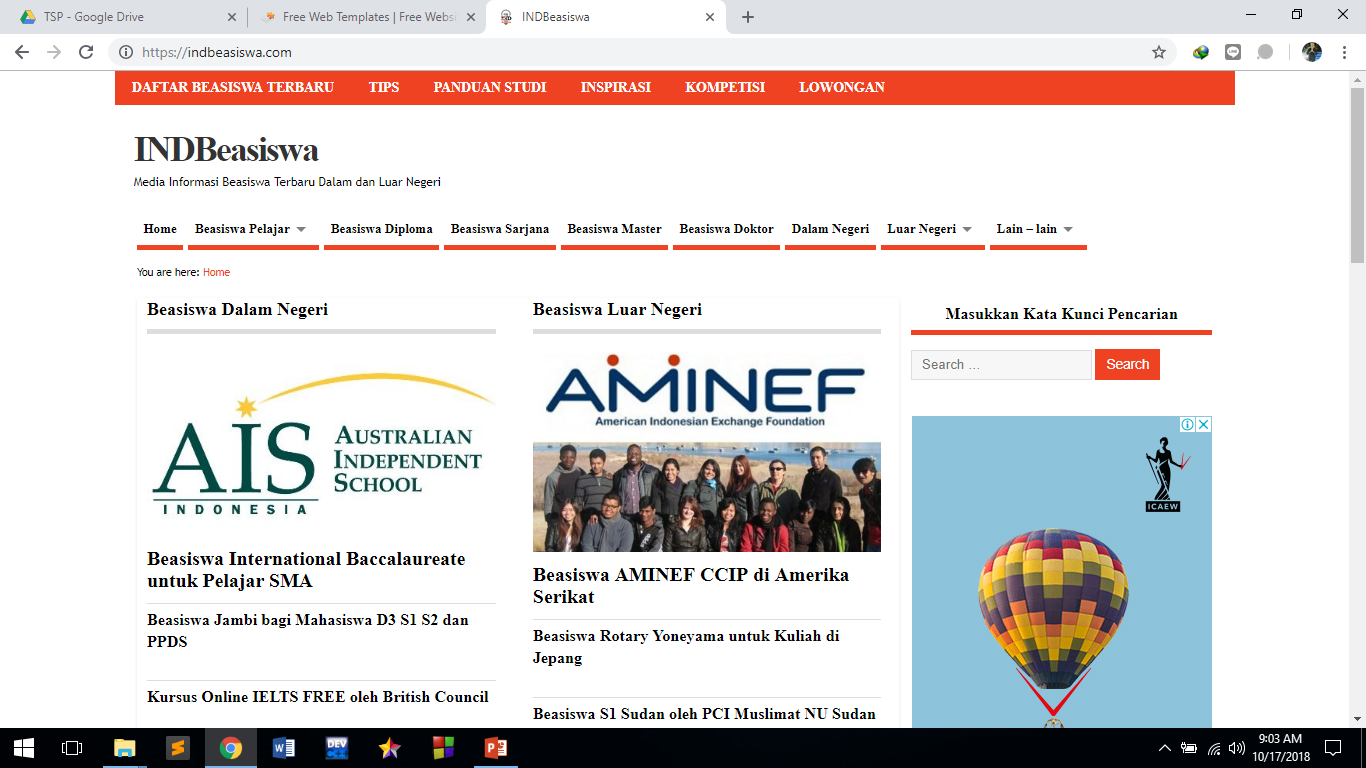 TSP - Google Drive
Free Web Templates | Free Webs
INDBeasiswa
https://indbeasiswa.com
DAFTAR BEASISWA TERBARU TIPS PANDUAN STUDI INSPIRASI KOMPETISI LOWONGAN
INDBeasiswa
Media Informasi Beasiswa Terbaru Dalam dan Luar Negeri
Home Beasiswa Pelajar Beasiswa Diploma Beasiswa Sarjana Beasiswa Master Beasiswa Doktor Dalam Negeri Luar Negeri Lain – lain
You are here: Home
Beasiswa Dalam Negeri
AIS
INDONESIA
AUSTRALIAN
INDEPENDENT
SCHOOL
Beasiswa International Baccalaureate
untuk Pelajar SMA
Beasiswa Jambi bagi Mahasiswa D3 S1 S2 dan
PPDS
Kursus Online IELTS FREE oleh British Council
Beasiswa Luar Negeri
AMINEF
American Indonesian Exchange Foundation
Beasiswa AMINEF CCIP di Amerika
Serikat
Beasiswa Rotary Yoneyama untuk Kuliah di
Jepang
Beasiswa S1 Sudan oleh PCI Muslimat NU Sudan
Masukkan Kata Kunci Pencarian
Search …
Search
ICAEW
DEV
C++
9:03 AM
10/17/2018